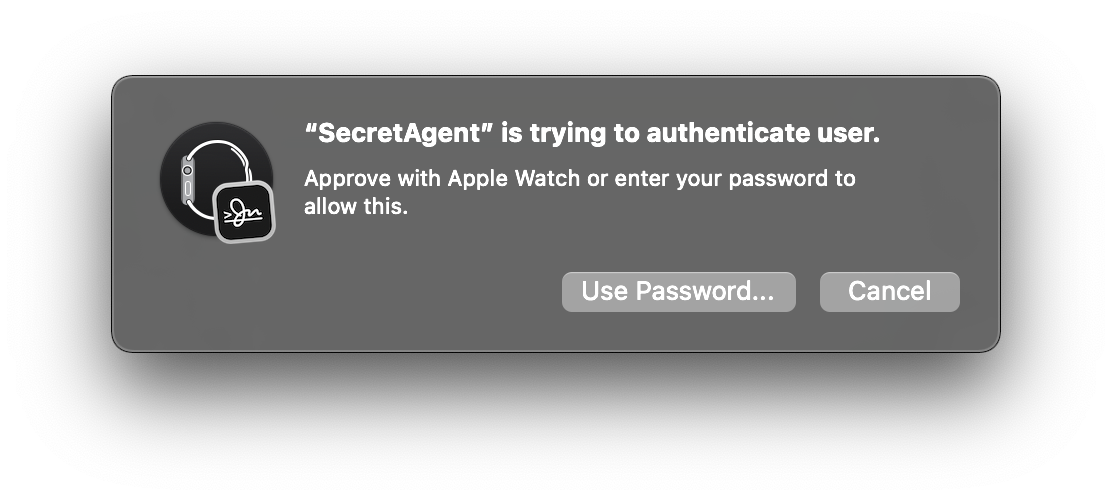 “SecretAgent” is trying to authenticate user.
Approve with Apple Watch or enter your password to
allow this.
Use Password...
Cancel